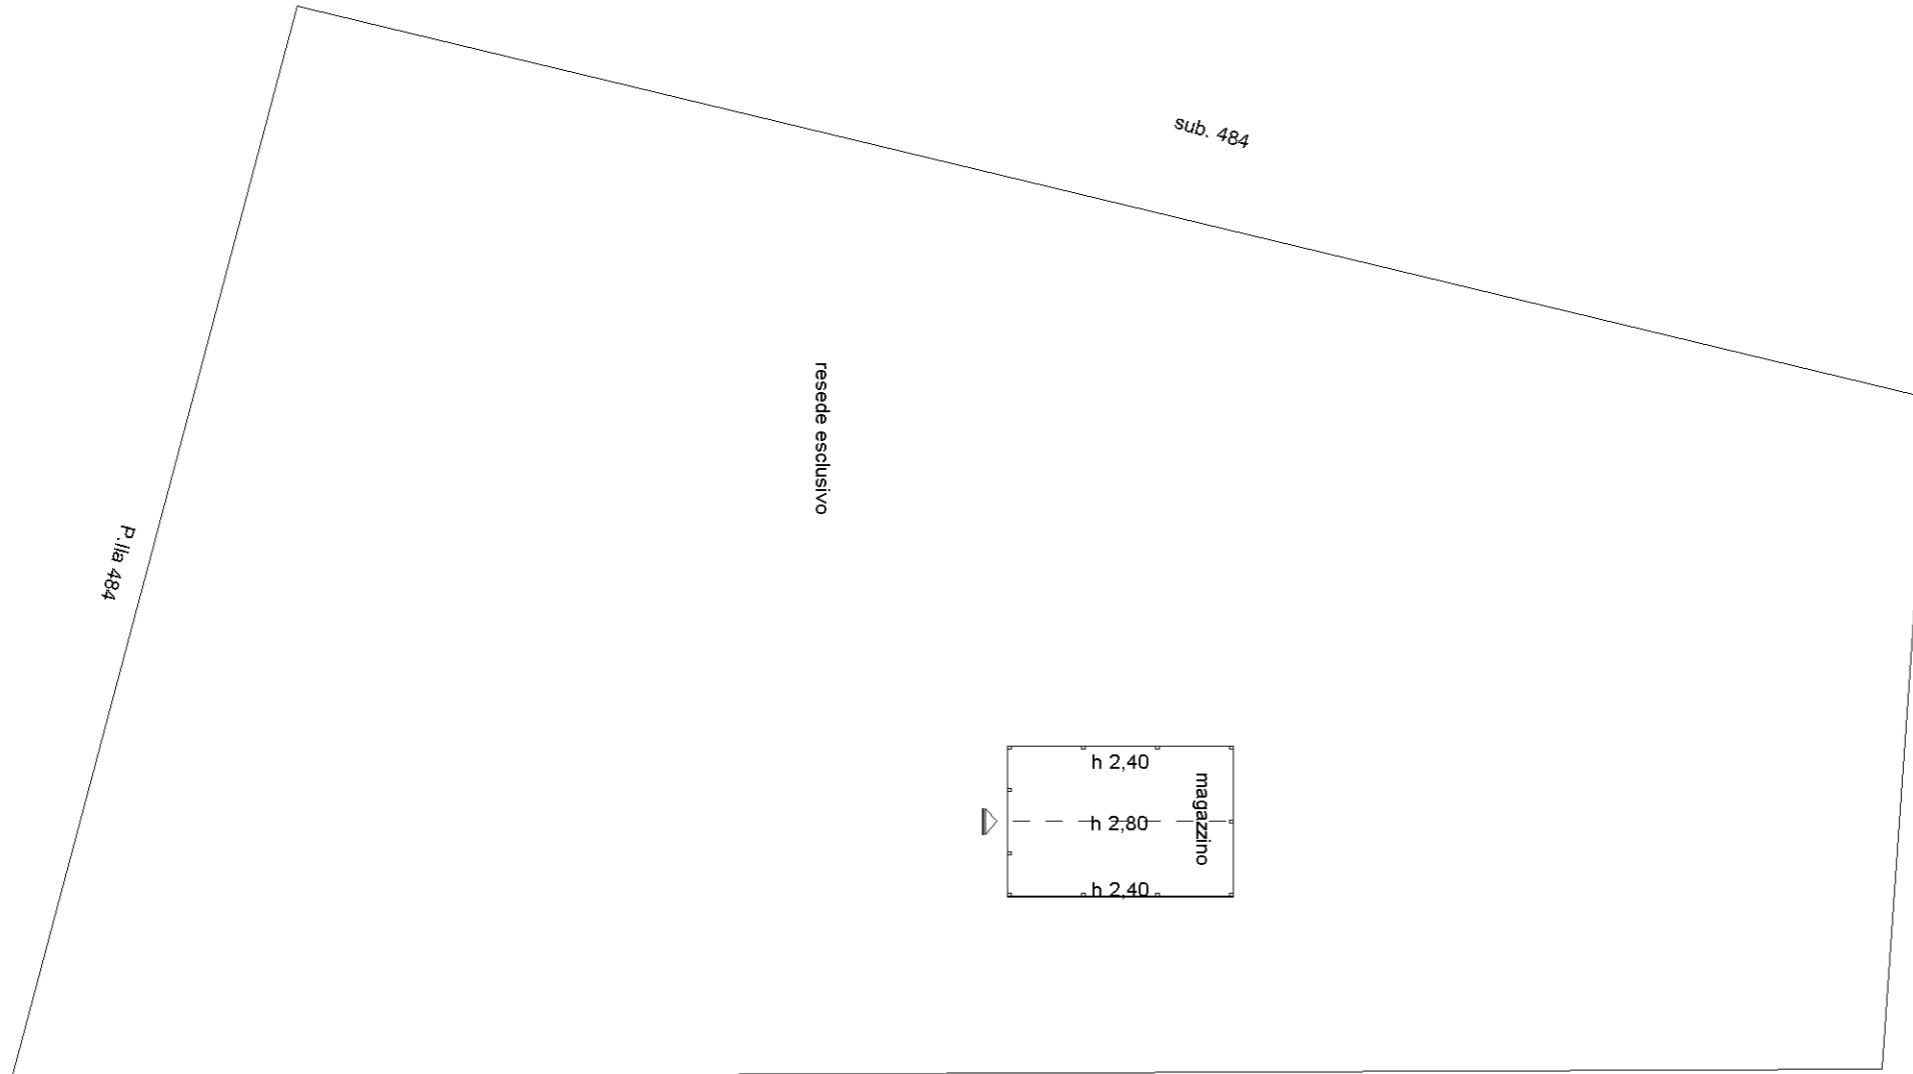 sub. 484
resede esclusivo
P.lla 484
h 2,40
magazzino
h 2,80
h 2,40